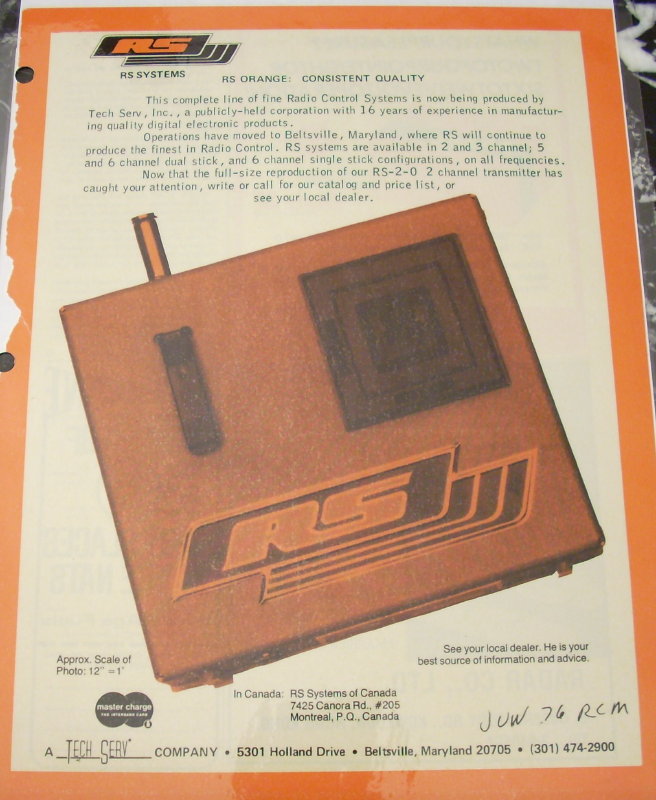 RS
RS SYSTEMS
RS ORANGE: CONSISTENT QUALITY
This complete line of fine Radio Control Systems is now being produced by
Tech Serv, Inc., a publicly-held corporation with 16 years of experience in manufactur-
ing quality digital electronic products.
Operations have moved to Beltsville, Maryland, where RS will continue to
produce the finest in Radio Control. RS systems are available in 2 and 3 channel; 5
and 6 channel dual stick, and 6 channel single stick configurations, on all frequencies.
Now that the full-size reproduction of our RS-2-0 2 channel transmitter has
caught your attention, write or call for our catalog and price list, or
see your local dealer.
RS
Approx. Scale of
Photo: 12" = 1'
See your local dealer. He is your
best source of information and advice.
master charge
THE INTERBANK CARD
In Canada: RS Systems of Canada
7425 Canora Rd., #205
Montreal, P.Q., Canada
JUN 76 RCM
A TECH SERV COMPANY • 5301 Holland Drive • Beltsville, Maryland 20705 • (301) 474-2900